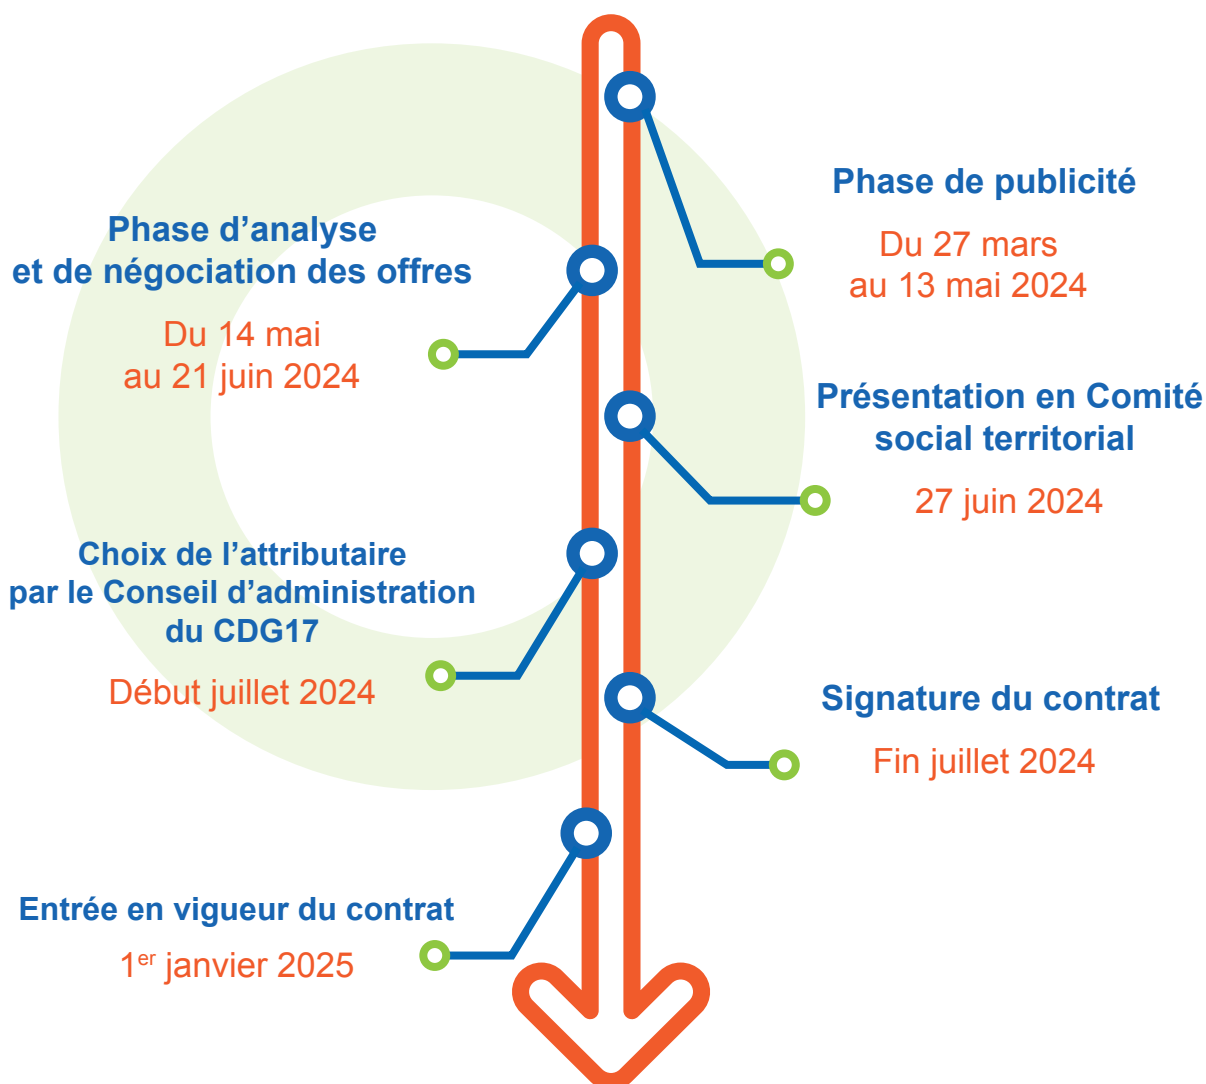 Phase de publicité
Du 27 mars
au 13 mai 2024
Phase d’analyse
et de négociation des offres
Du 14 mai
au 21 juin 2024
Présentation en Comité
social territorial
27 juin 2024
Choix de l’attributaire
par le Conseil d’administration
du CDG17
Début juillet 2024
Signature du contrat
Fin juillet 2024
Entrée en vigueur du contrat
1er janvier 2025